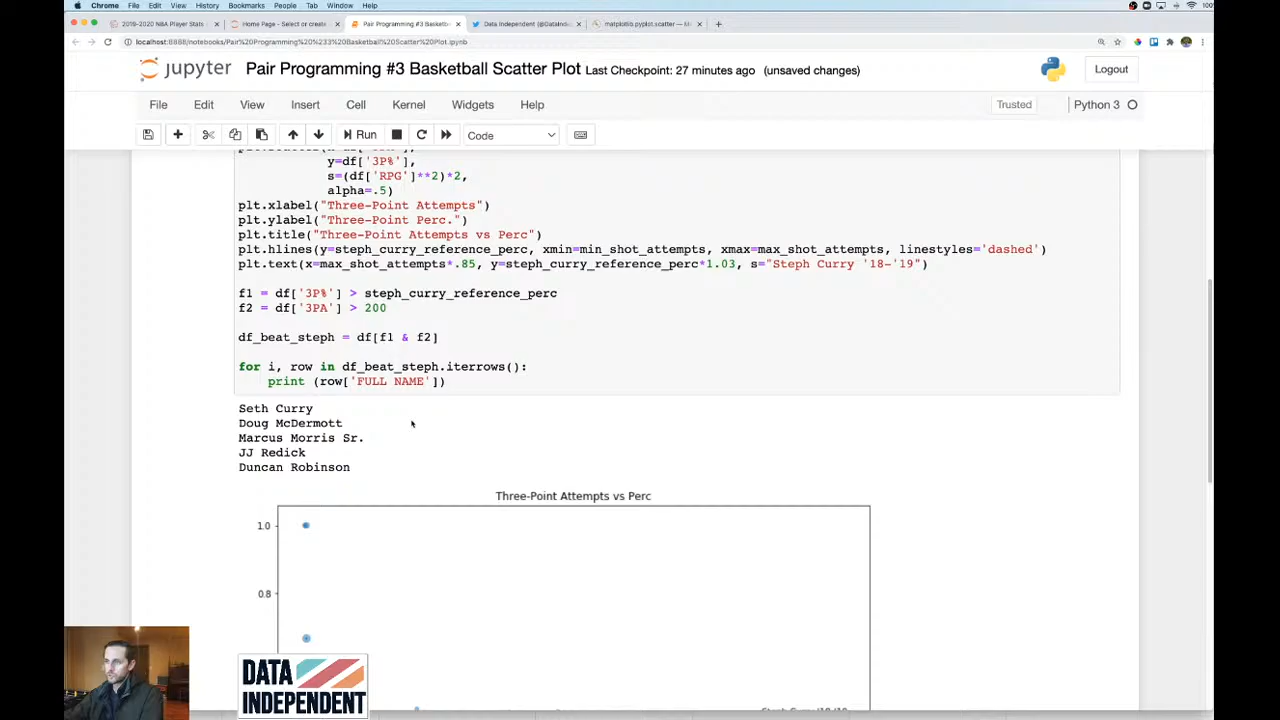 Chrome File Edit View History Bookmarks People Tab Window Help
2019-2020 NBA Player Stats
Home Page - Select or create
Pair Programming #3 Basketb
Data Independent (@DataInde
matplotlib.pyplot.scatter — M
localhost:8888/notebooks/Pair%20Programming%20%233%20Basketball%20Scatter%20Plot.ipynb
jupyter Pair Programming #3 Basketball Scatter Plot Last Checkpoint: 27 minutes ago (unsaved changes) Logout
File Edit View Insert Cell Kernel Widgets Help Trusted Python 3
Run Code
y=df['3P%'],
s=(df['RPG']**2)*2,
alpha=.5)
plt.xlabel("Three-Point Attempts")
plt.ylabel("Three-Point Perc.")
plt.title("Three-Point Attempts vs Perc")
plt.hlines(y=steph_curry_reference_perc, xmin=min_shot_attempts, xmax=max_shot_attempts, linestyles='dashed')
plt.text(x=max_shot_attempts*.85, y=steph_curry_reference_perc*1.03, s="Steph Curry '18-'19")
f1 = df['3P%'] > steph_curry_reference_perc
f2 = df['3PA'] > 200
df_beat_steph = df[f1 & f2]
for i, row in df_beat_steph.iterrows():
print (row['FULL NAME'])
Seth Curry
Doug McDermott
Marcus Morris Sr.
JJ Redick
Duncan Robinson
Three-Point Attempts vs Perc
1.0
0.8
DATA
INDEPENDENT